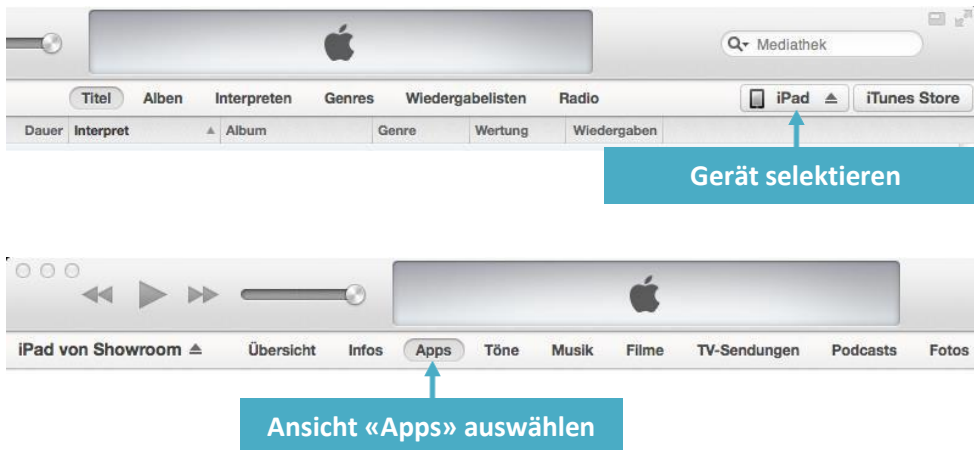 Mediathek
Titel Alben Interpreten Genres Wiedergabelisten Radio iPad iTunes Store
Dauer Interpret Album Genre Wertung Wiedergaben
Gerät selektieren
iPad von Showroom Übersicht Infos Apps Töne Musik Filme TV-Sendungen Podcasts Fotos
Ansicht «Apps» auswählen